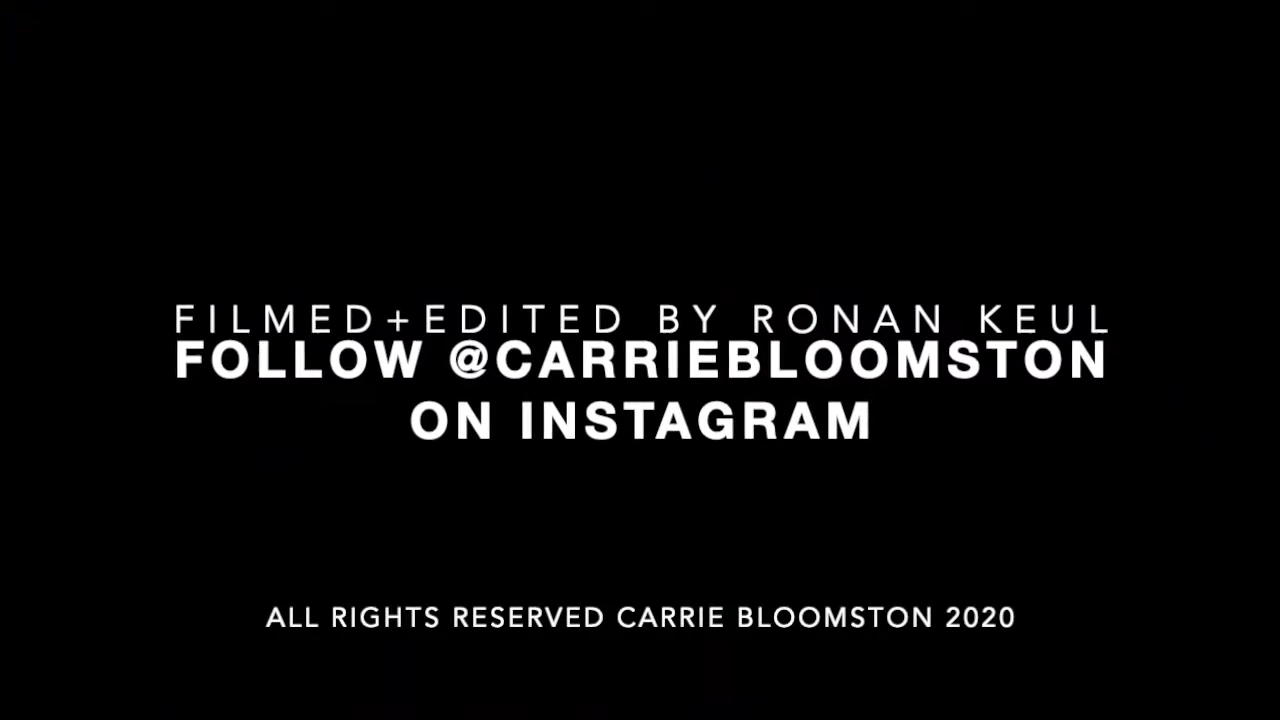 FILMED+EDITED BY RONAN KEUL
FOLLOW @CARRIEBLOOMSTON
ON INSTAGRAM
ALL RIGHTS RESERVED CARRIE BLOOMSTON 2020